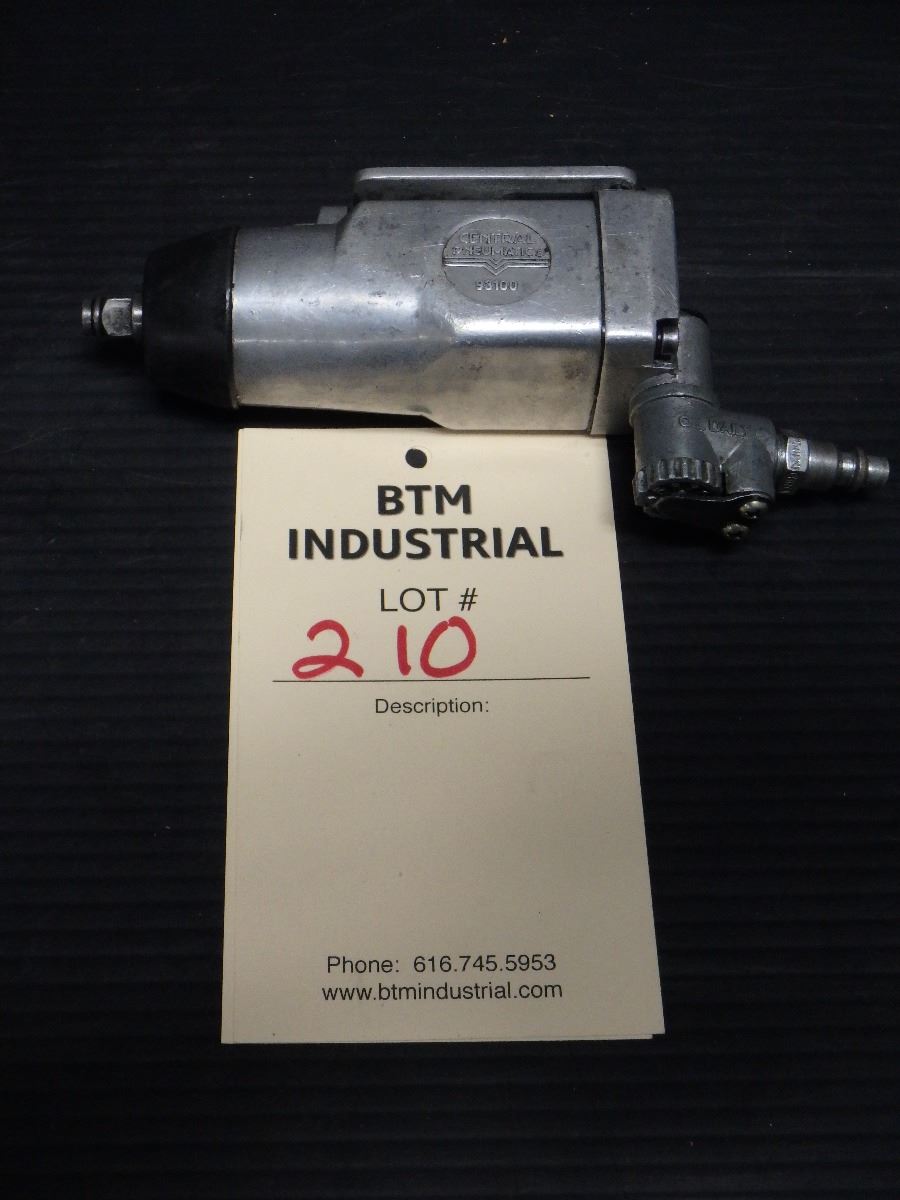 CENTRAL
PNEUMATIC
93100
BTM
INDUSTRIAL
LOT #
210
Description:
Phone: 616.745.5953
www.btmindustrial.com